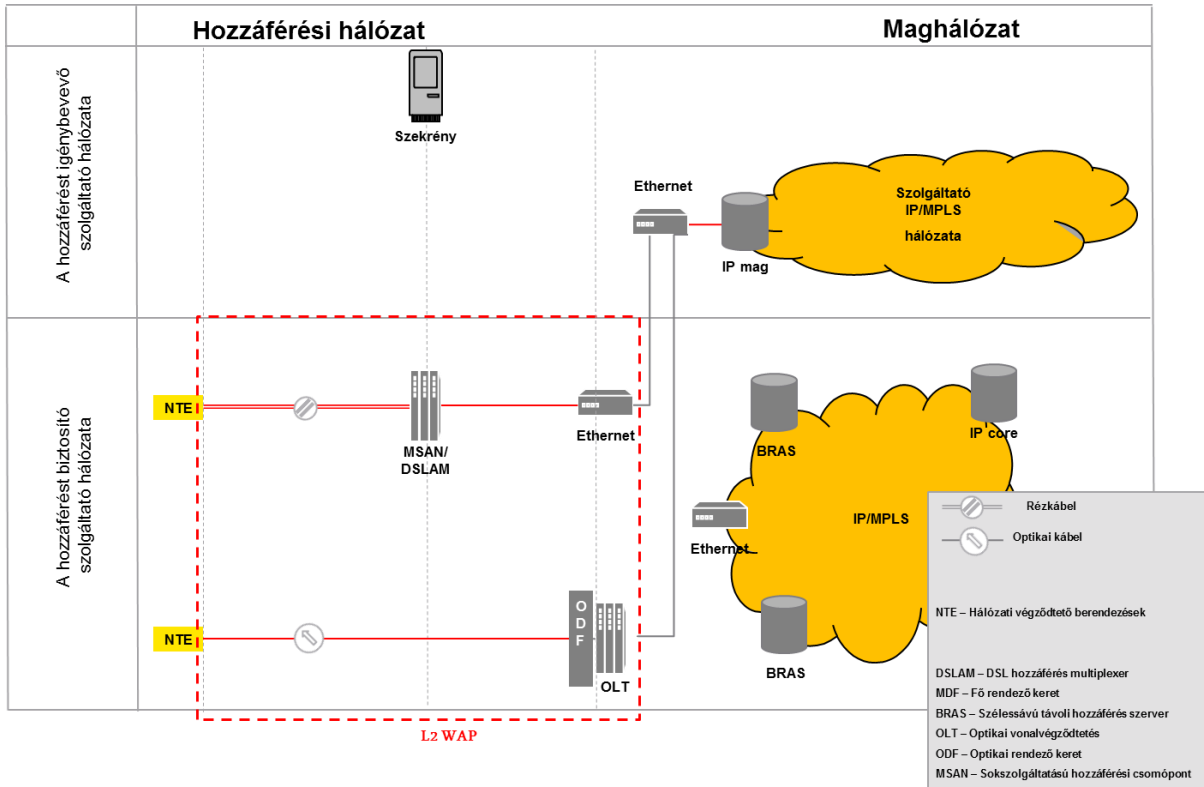 Hozzáférési hálózat
Maghálózat
A hozzáférést igénybevevő
szolgáltató hálózata
Szekrény
Ethernet
IP mag
Szolgáltató
IP/MPLS
hálózata
A hozzáférést biztosító
szolgáltató hálózata
NTE
MSAN/
DSLAM
Ethernet
BRAS
IP core
IP/MPLS
Ethernet
NTE
O
D
F
OLT
BRAS
L2 WAP
Rézkábel
Optikai kábel
NTE – Hálózati végződtető berendezések
DSLAM – DSL hozzáférés multiplexer
MDF – Fő rendező keret
BRAS – Szélessávú távoli hozzáférés szerver
OLT – Optikai vonalvégződtetés
ODF – Optikai rendező keret
MSAN – Sokszolgáltatású hozzáférési csomópont